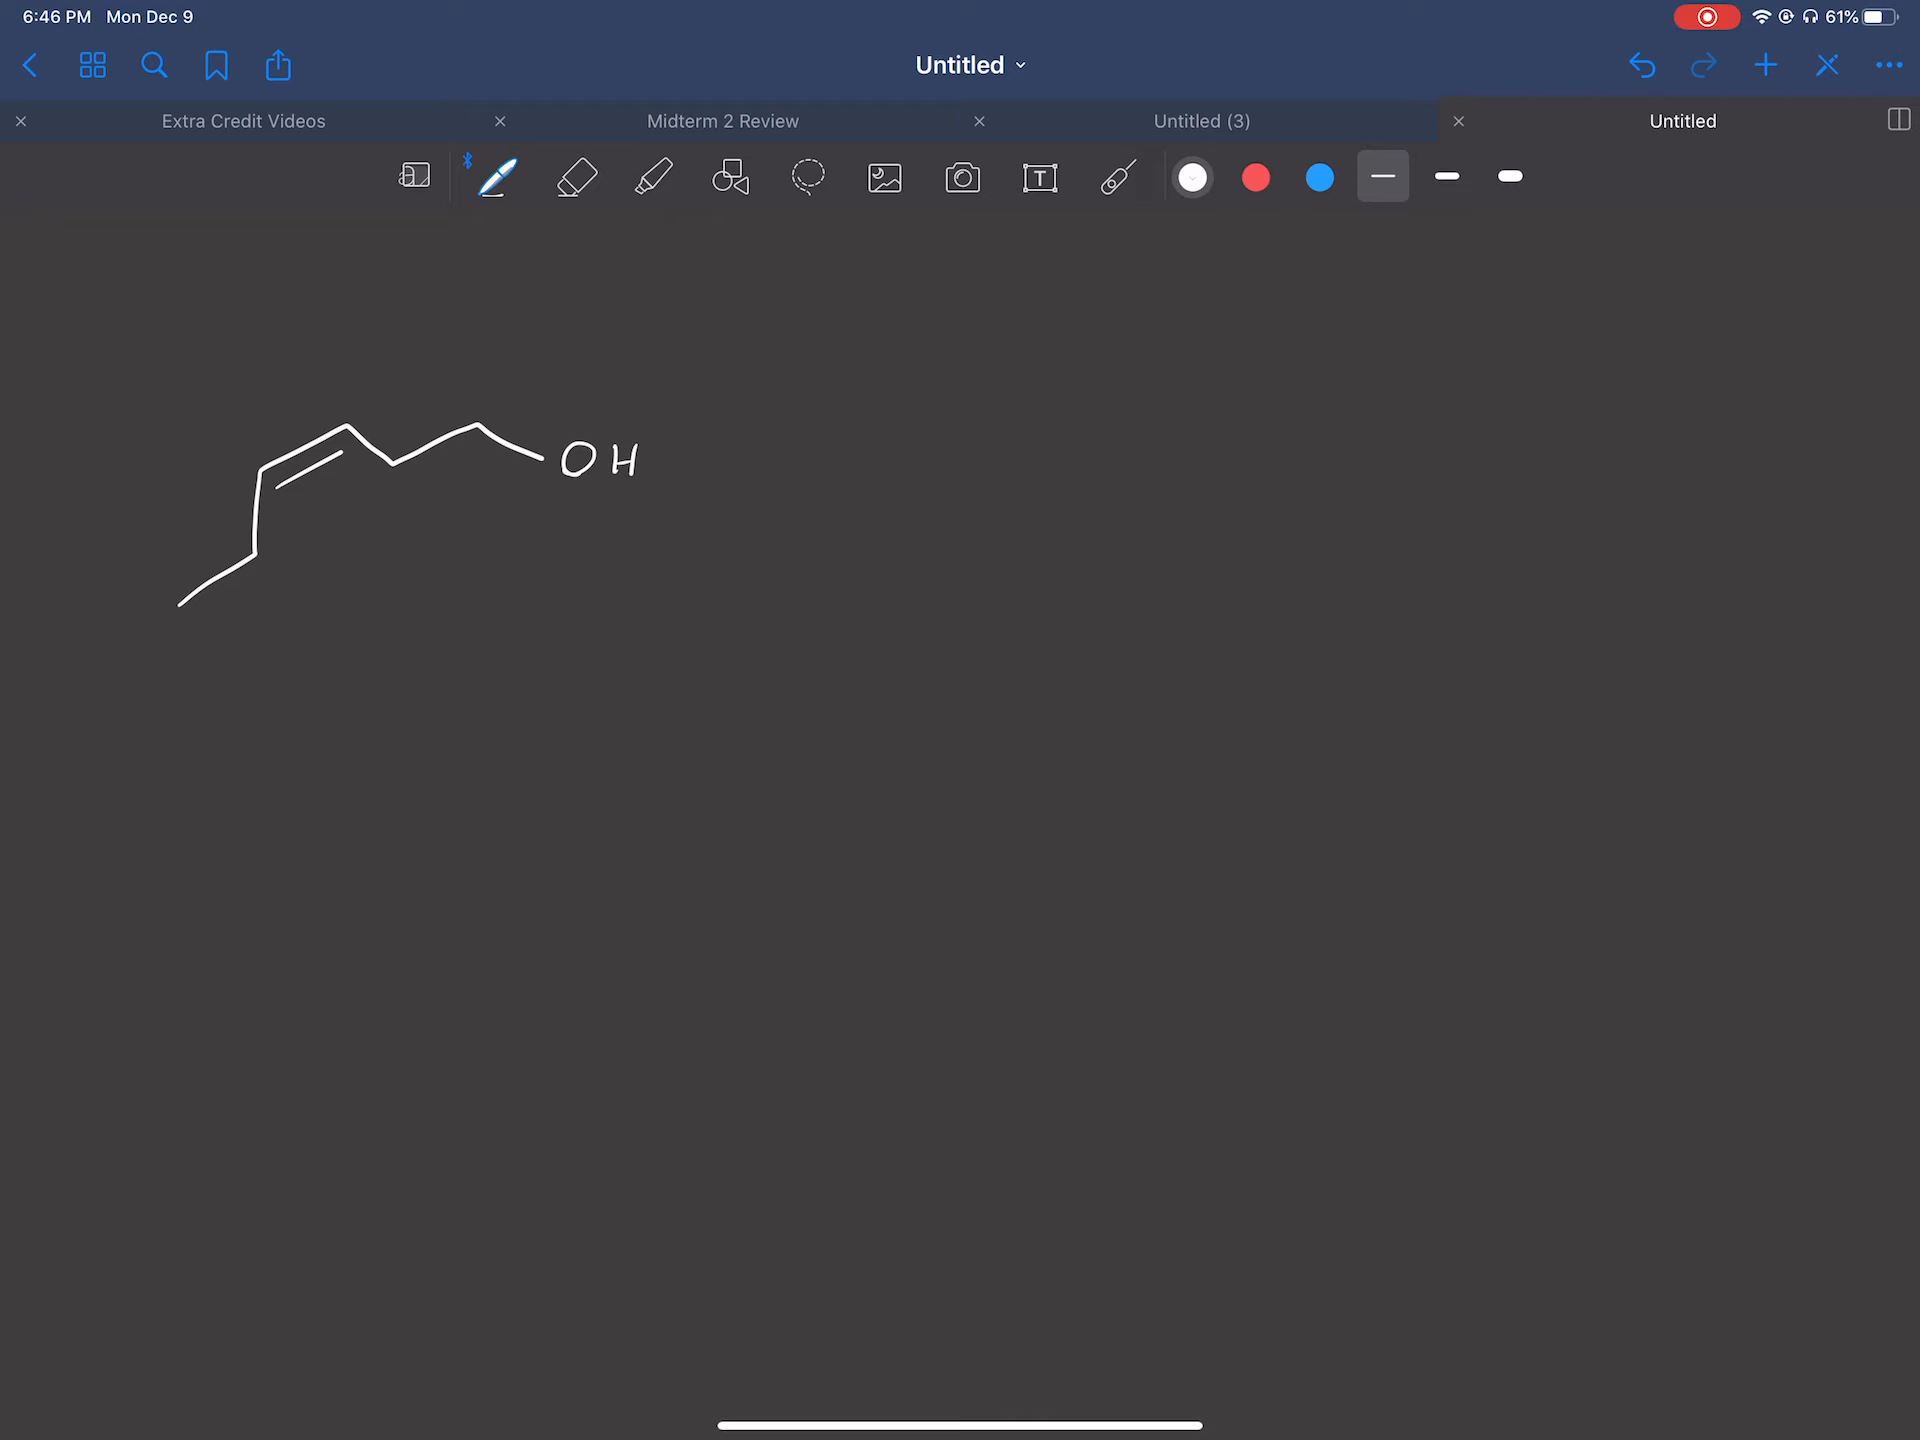 6:46 PM Mon Dec 9
61%
Untitled
Extra Credit Videos
Midterm 2 Review
Untitled (3)
Untitled
T
OH